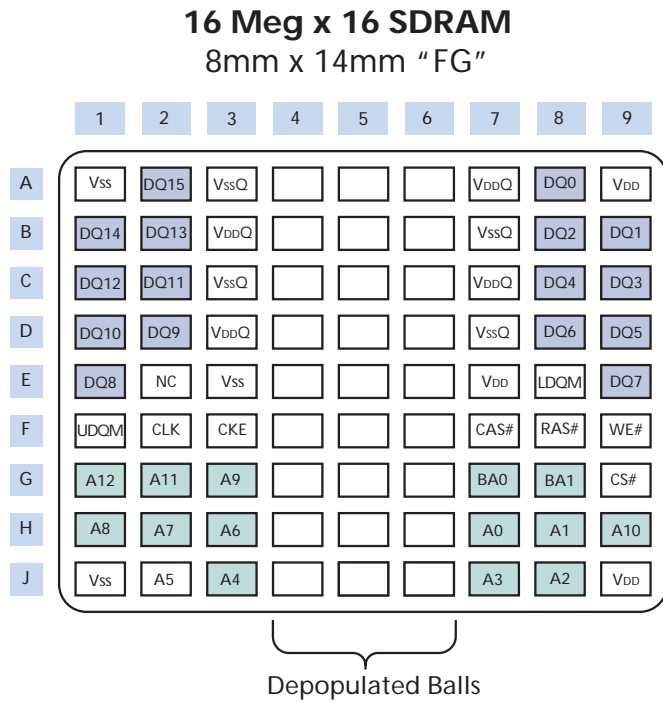 16 Meg x 16 SDRAM
8mm x 14mm “FG”
1 2 3 4 5 6 7 8 9
A Vss DQ15 VssQ VDDQ DQ0 VDD
B DQ14 DQ13 VDDQ VssQ DQ2 DQ1
C DQ12 DQ11 VssQ VDDQ DQ4 DQ3
D DQ10 DQ9 VDDQ VssQ DQ6 DQ5
E DQ8 NC Vss VDD LDQM DQ7
F UDQM CLK CKE CAS# RAS# WE#
G A12 A11 A9 BA0 BA1 CS#
H A8 A7 A6 A0 A1 A10
J Vss A5 A4 A3 A2 VDD
Depopulated Balls